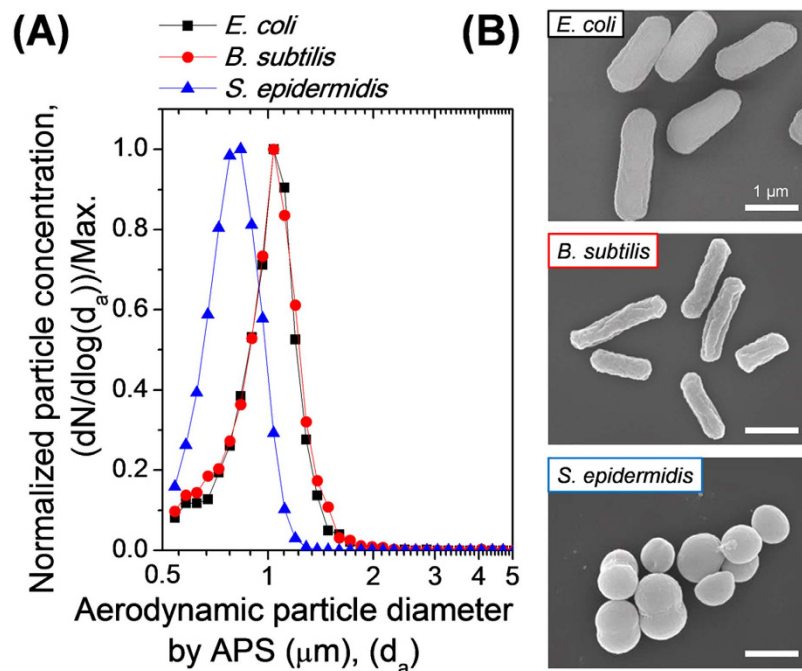 (A)
E. coli
B. subtilis
S. epidermidis
Normalized particle concentration,
(dN/dlog(dₐ))/Max.
1.0
0.8
0.6
0.4
0.2
0.0
0.5
1
2
3
4
5
Aerodynamic particle diameter
by APS (μm), (dₐ)
(B)
E. coli
1 μm
B. subtilis
S. epidermidis